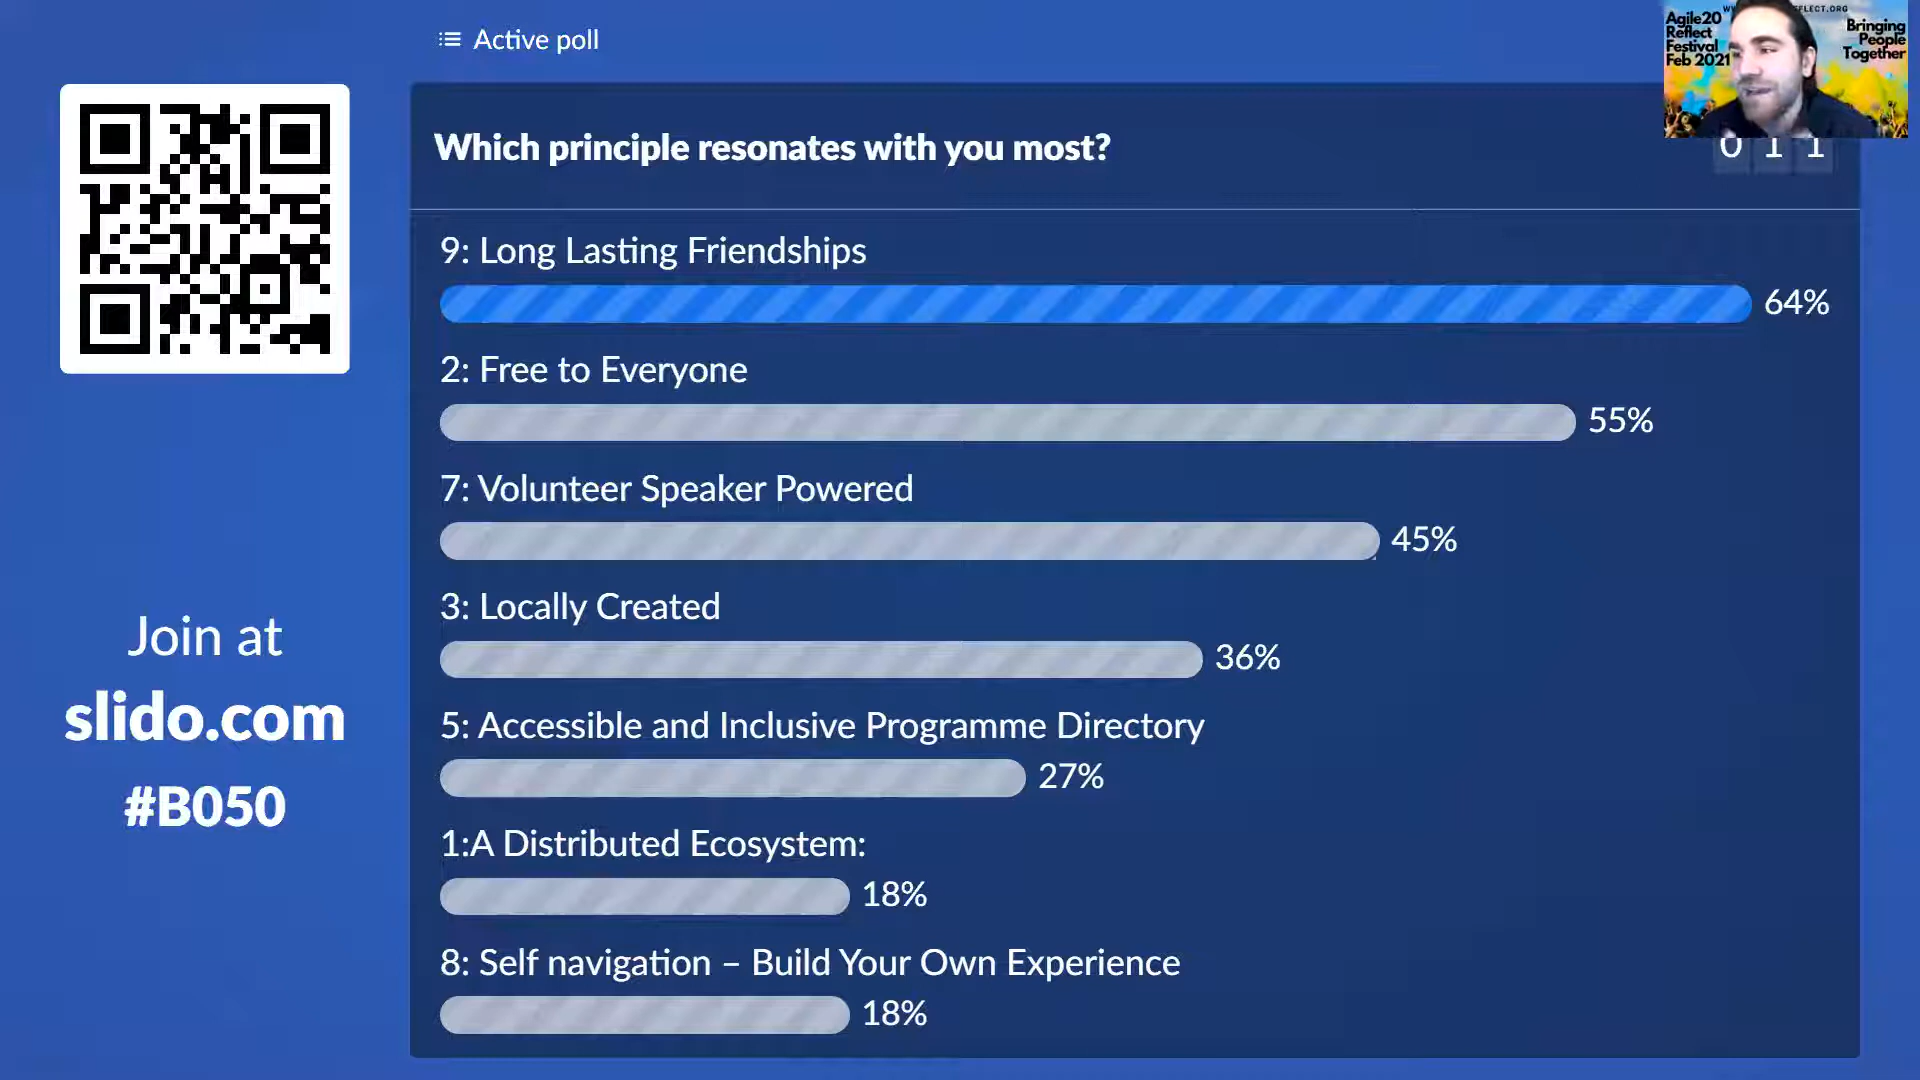 Active poll
Which principle resonates with you most?
0 1 1
9: Long Lasting Friendships
64%
2: Free to Everyone
55%
7: Volunteer Speaker Powered
45%
3: Locally Created
36%
5: Accessible and Inclusive Programme Directory
27%
1:A Distributed Ecosystem:
18%
8: Self navigation – Build Your Own Experience
18%
Join at
slido.com
#B050
Agile20
Reflect
Festival
Feb 2021
Bringing
People
Together